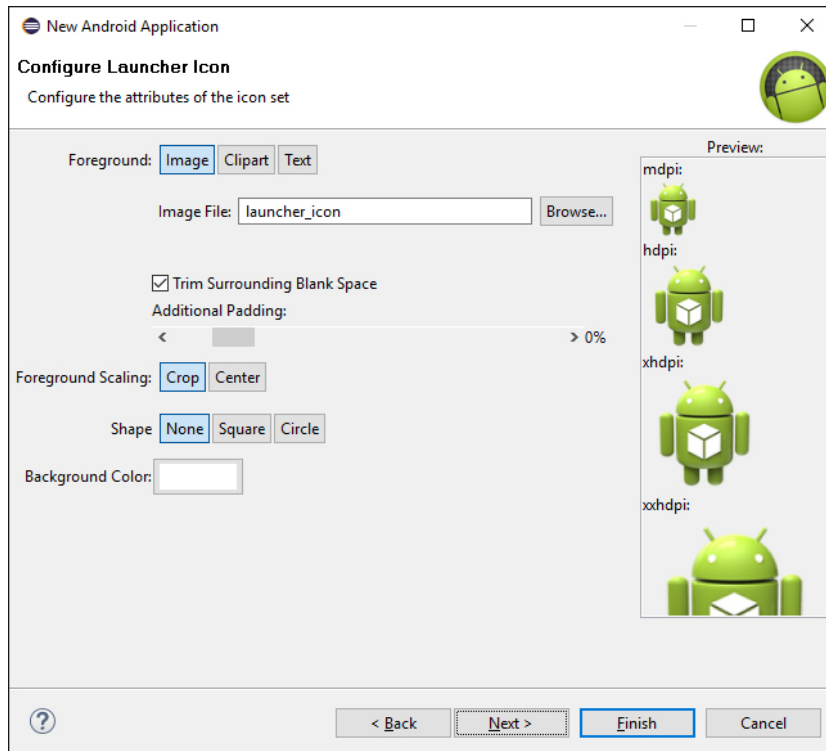 New Android Application
Configure Launcher Icon
Configure the attributes of the icon set
Foreground: Image Clipart Text
Image File: launcher_icon Browse...
Trim Surrounding Blank Space
Additional Padding:
< > 0%
Foreground Scaling: Crop Center
Shape None Square Circle
Background Color:
Preview:
mdpi:
hdpi:
xhdpi:
xxhdpi:
? < Back Next > Finish Cancel